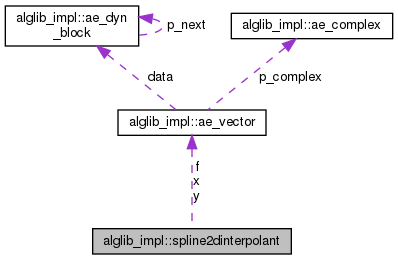 alglib_impl::ae_dyn
_block
p_next
alglib_impl::ae_complex
data
p_complex
alglib_impl::ae_vector
f
x
y
alglib_impl::spline2dinterpolant